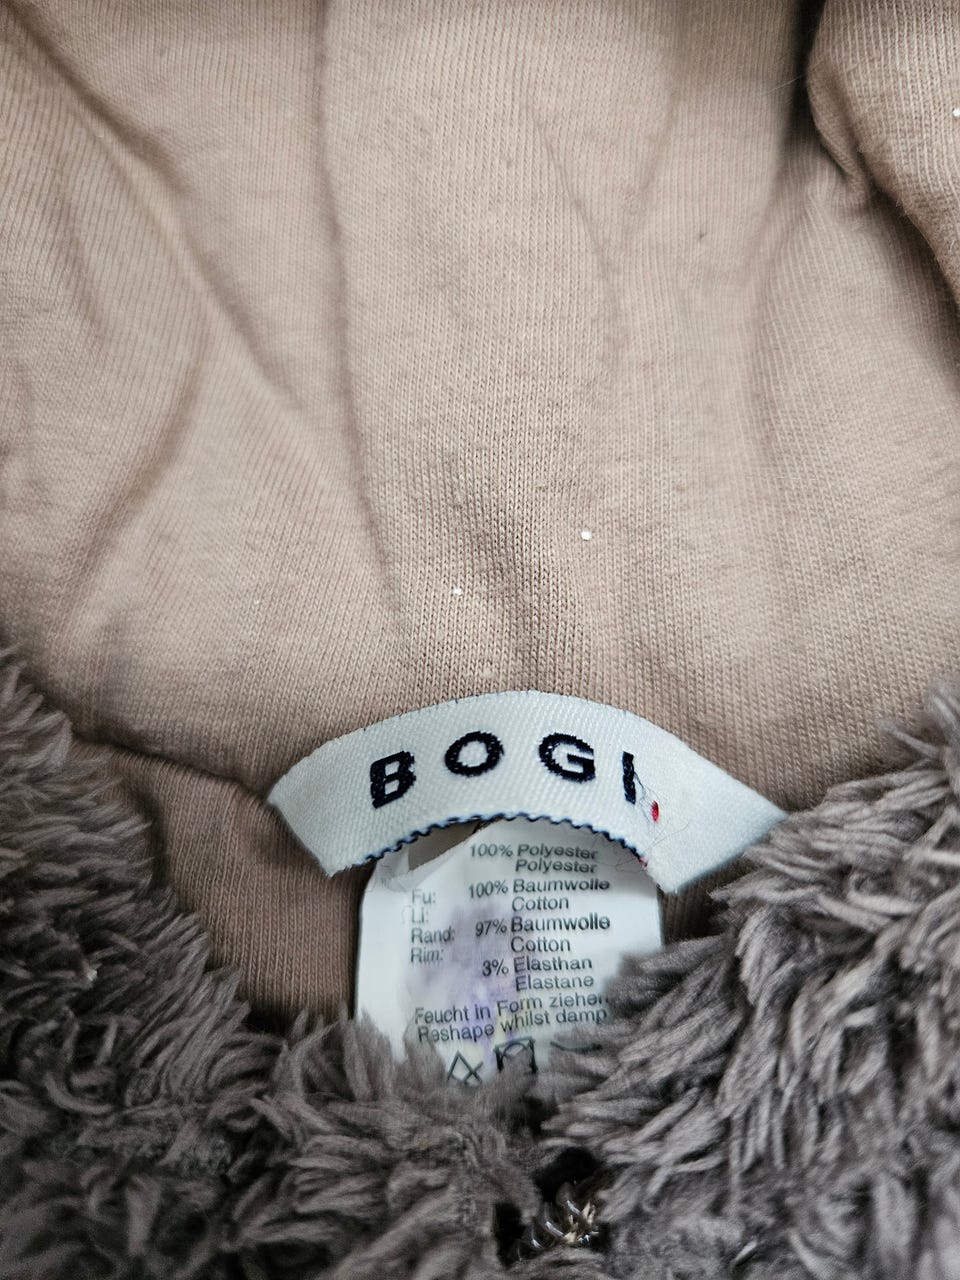 BOGI.
100% Polyester
Polyester
Fu: 100% Baumwolle
Li: Cotton
Rand: 97% Baumwolle
Rim: Cotton
3% Elasthan
Elastane
Feucht in Form ziehen
Reshape whilst damp